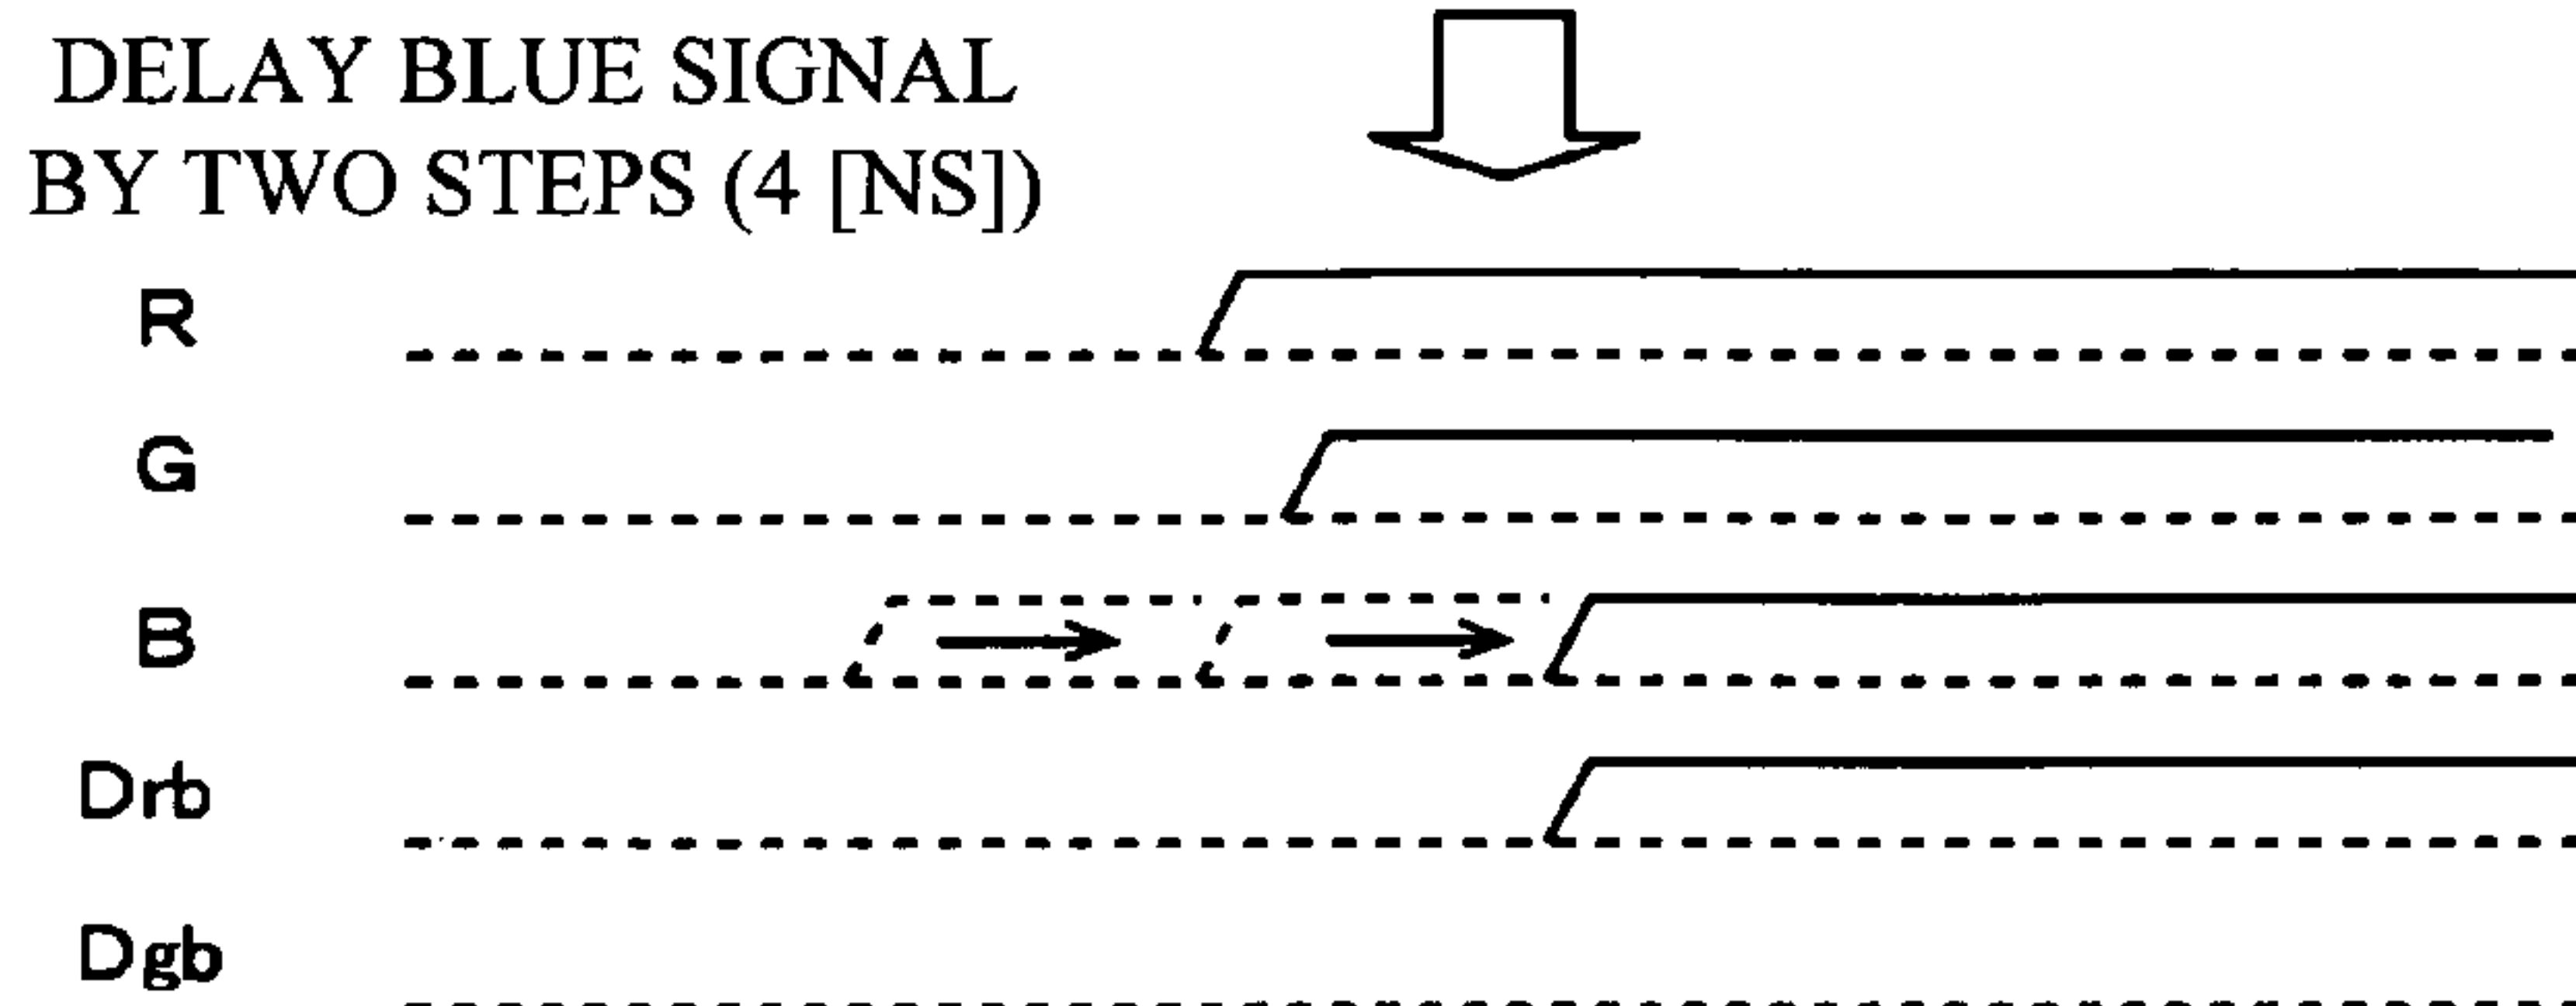 DELAY BLUE SIGNAL
BY TWO STEPS (4 [NS])
R
G
B
Drb
Dgb